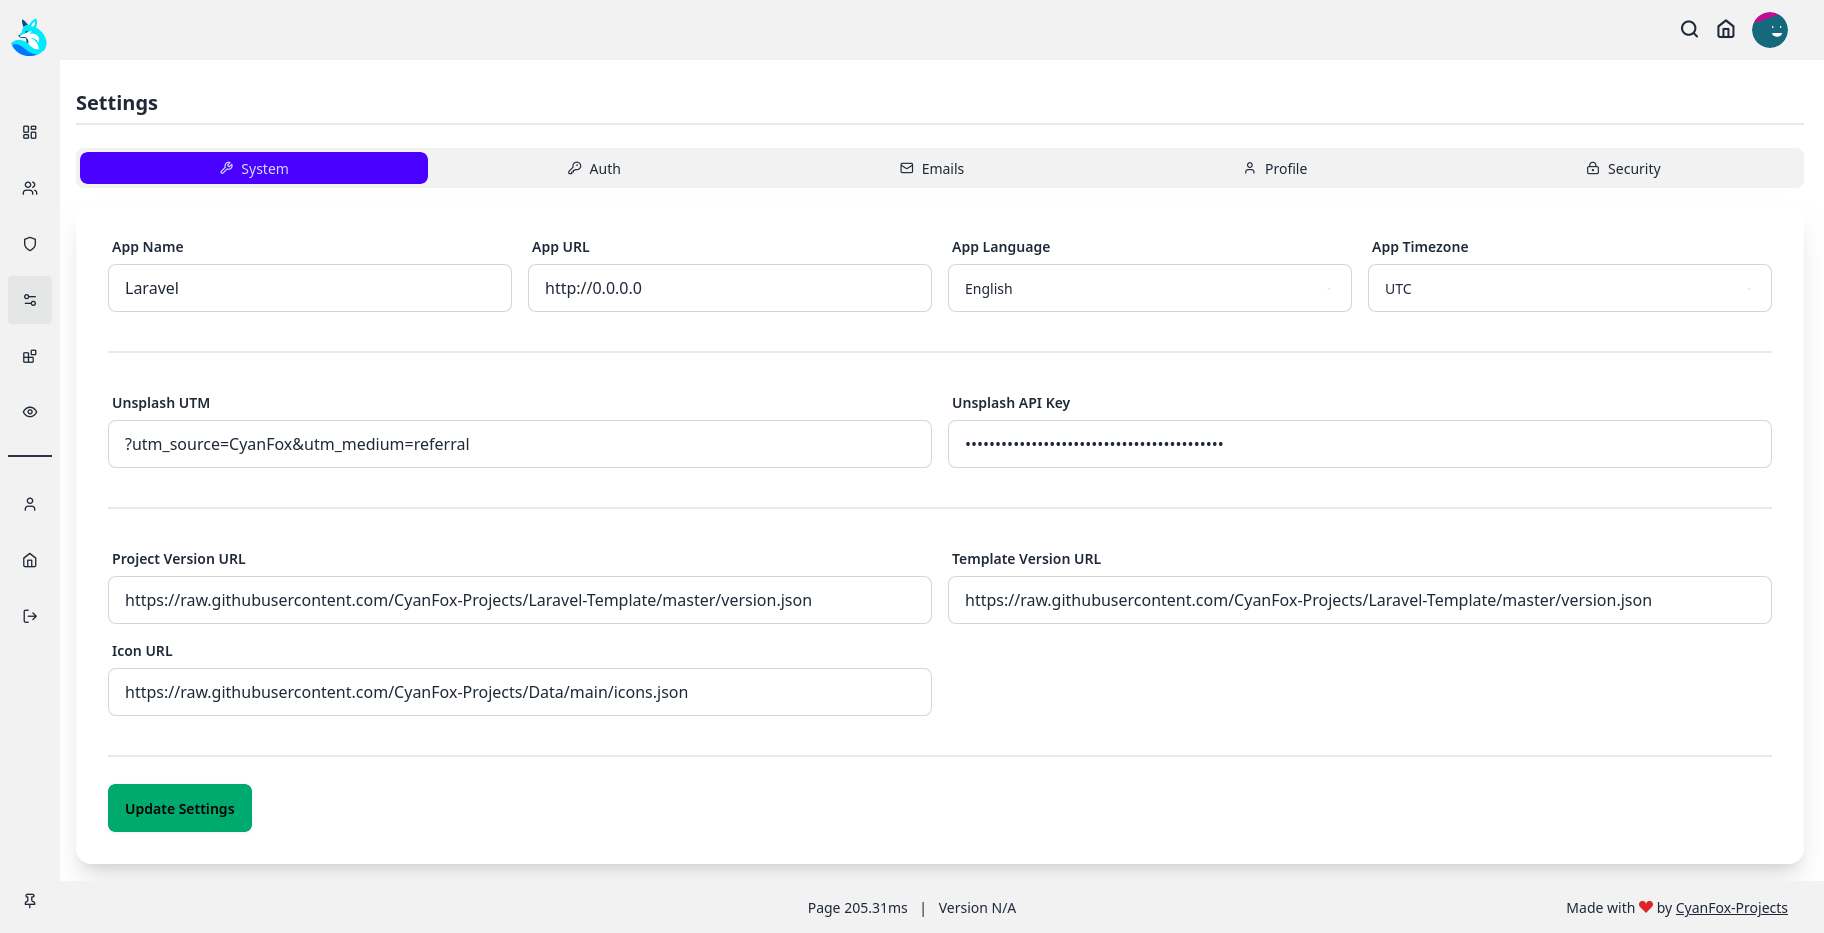 Settings
System Auth Emails Profile Security
App Name App URL App Language App Timezone
Laravel http://0.0.0.0 English UTC
Unsplash UTM Unsplash API Key
?utm_source=CyanFox&utm_medium=referral •••••••••••••••••••••••••••••••••••••••••••
Project Version URL Template Version URL
https://raw.githubusercontent.com/CyanFox-Projects/Laravel-Template/master/version.json https://raw.githubusercontent.com/CyanFox-Projects/Laravel-Template/master/version.json
Icon URL
https://raw.githubusercontent.com/CyanFox-Projects/Data/main/icons.json
Update Settings
Page 205.31ms | Version N/A Made with ❤ by CyanFox-Projects